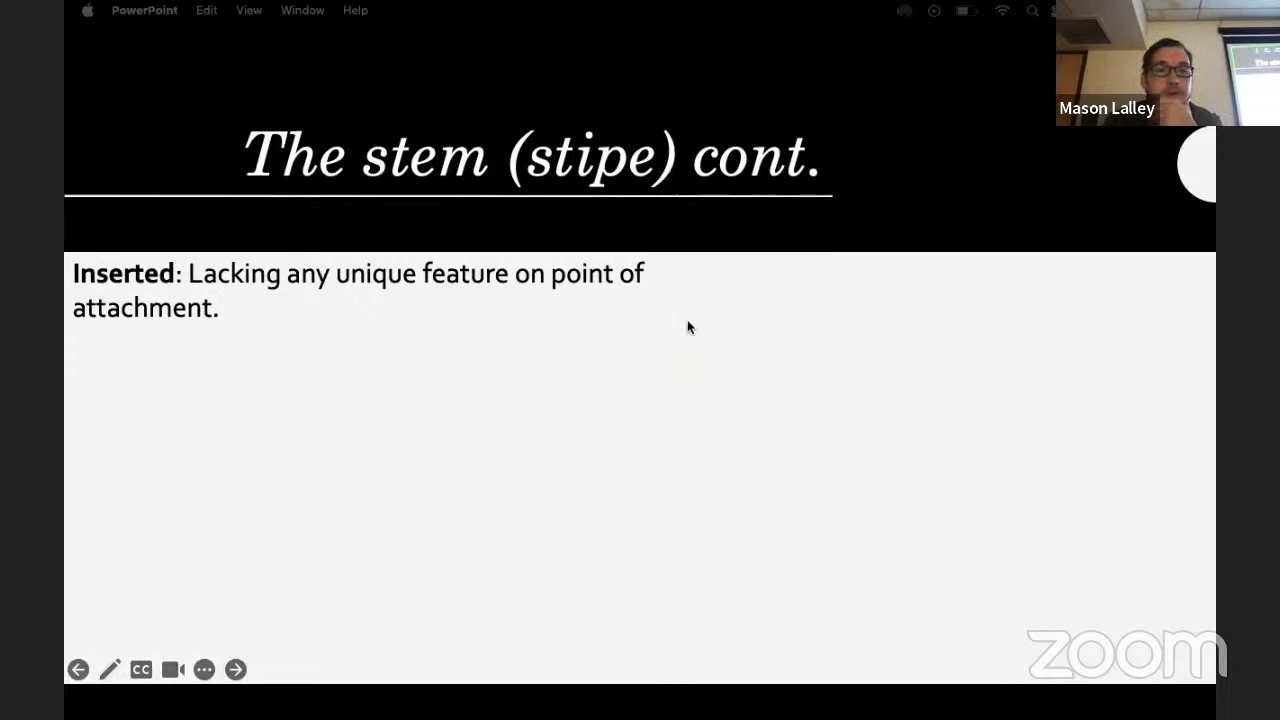 PowerPoint Edit View Window Help
Mason Lalley
The stem (stipe) cont.
Inserted: Lacking any unique feature on point of
attachment.
CC
zoom